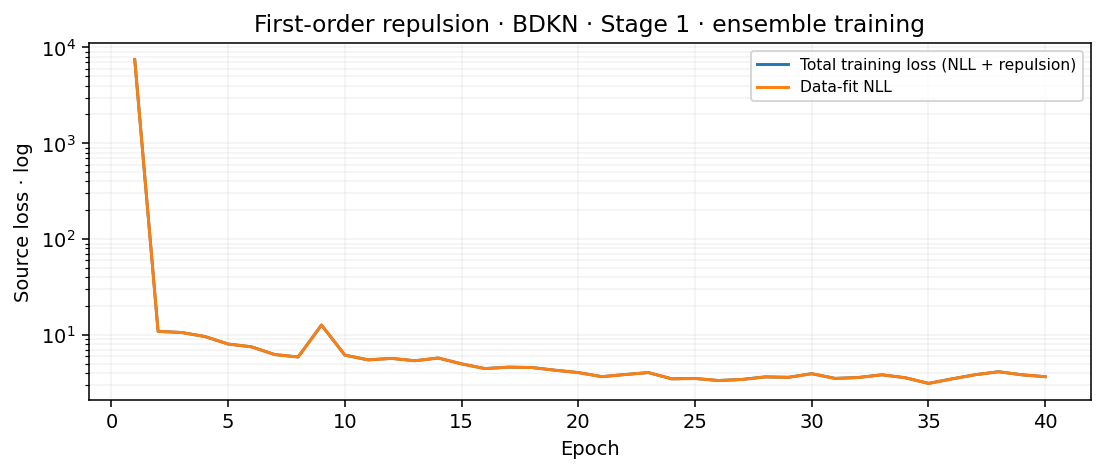 First-order repulsion · BDKN · Stage 1 · ensemble training
Total training loss (NLL + repulsion)
Data-fit NLL
Source loss · log
10⁴
10³
10²
10¹
0 5 10 15 20 25 30 35 40
Epoch